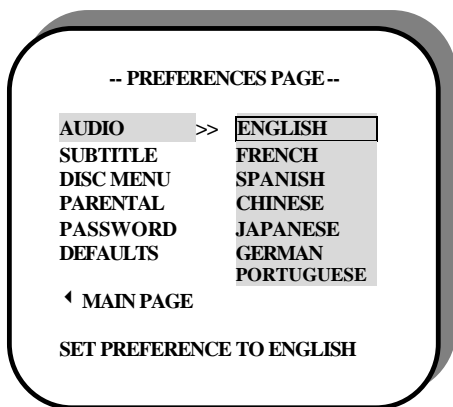 -- PREFERENCES PAGE --
AUDIO >> ENGLISH
SUBTITLE FRENCH
DISC MENU SPANISH
PARENTAL CHINESE
PASSWORD JAPANESE
DEFAULTS GERMAN
PORTUGUESE
MAIN PAGE
SET PREFERENCE TO ENGLISH